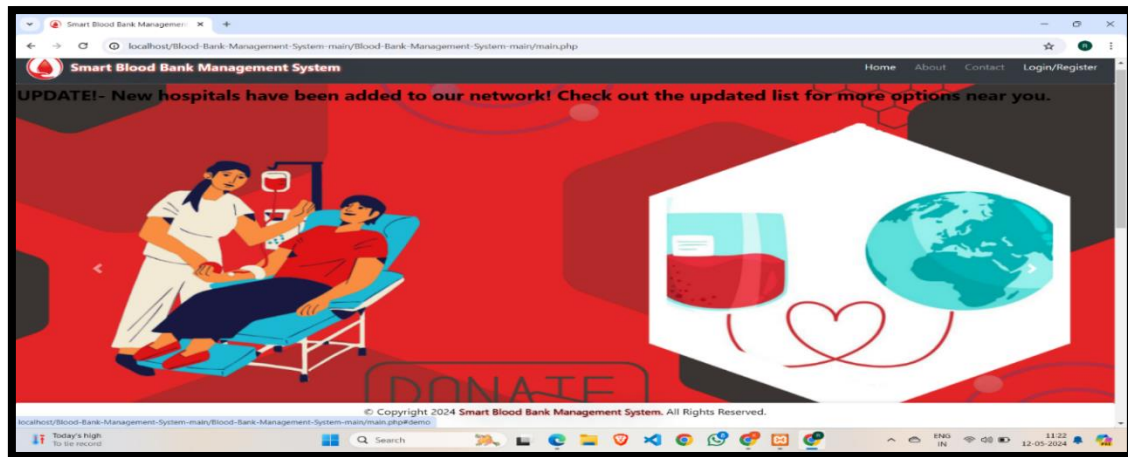 Smart Blood Bank Managemen
localhost/Blood-Bank-Management-System-main/Blood-Bank-Management-System-main/main.php
R
Smart Blood Bank Management System
Home About Contact Login/Register
UPDATE!- New hospitals have been added to our network! Check out the updated list for more options near you.
DONATE
© Copyright 2024 Smart Blood Bank Management System. All Rights Reserved.
localhost/Blood-Bank-Management-System-main/Blood-Bank-Management-System-main/main.php#demo
Today's high
To tie record
Search
ENG
IN
11:22
12-05-2024